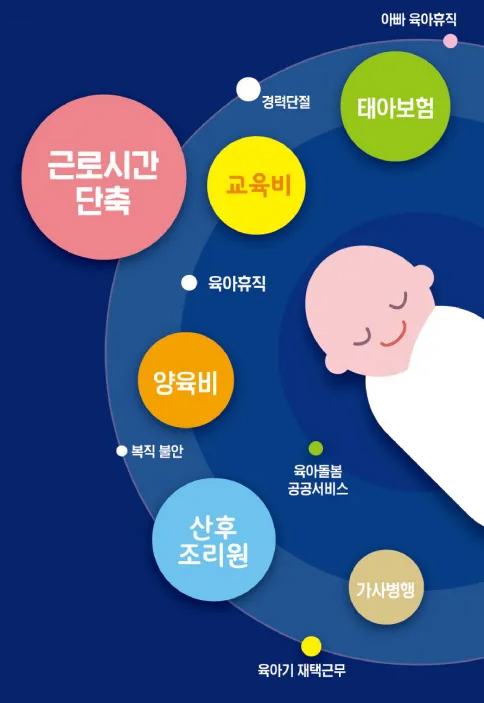 아빠 육아휴직
경력단절
태아보험
근로시간
단축
교육비
육아휴직
양육비
복직 불안
육아돌봄
공공서비스
산후
조리원
가사병행
육아기 재택근무